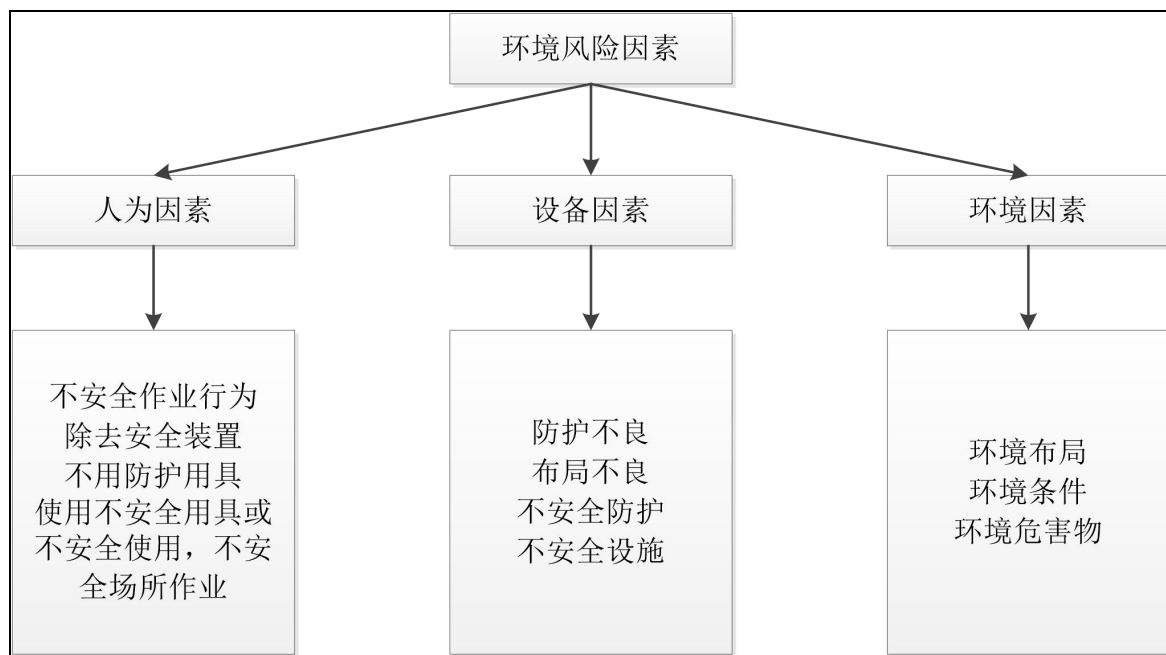 环境风险因素
人为因素
设备因素
环境因素
不安全作业行为
除去安全装置
不用防护用具
使用不安全用具或
不安全使用，不安
全场所作业
防护不良
布局不良
不安全防护
不安全设施
环境布局
环境条件
环境危害物